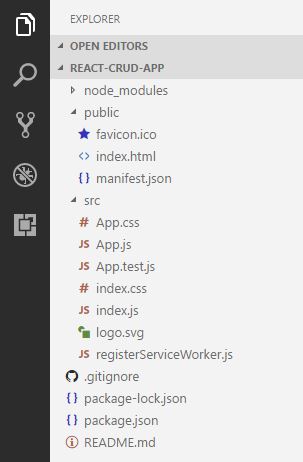 EXPLORER
OPEN EDITORS
REACT-CRUD-APP
node_modules
public
favicon.ico
index.html
manifest.json
src
App.css
App.js
App.test.js
index.css
index.js
logo.svg
registerServiceWorker.js
.gitignore
package-lock.json
package.json
README.md